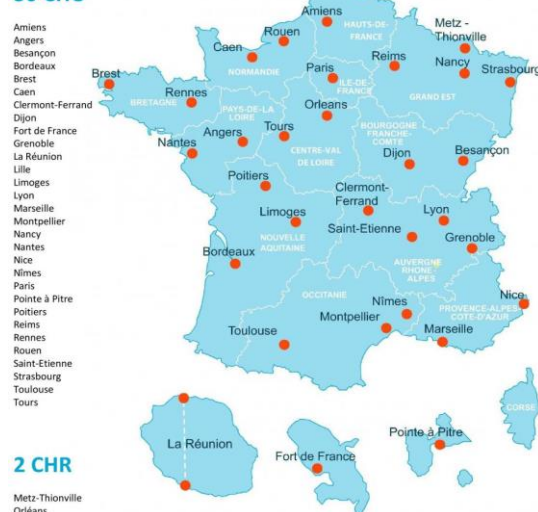 Amiens
Angers
Besançon
Bordeaux
Brest
Caen
Clermont-Ferrand
Dijon
Fort de France
Grenoble
La Réunion
Lille
Limoges
Lyon
Marseille
Montpellier
Nancy
Nantes
Nice
Nîmes
Paris
Pointe à Pitre
Poitiers
Reims
Rennes
Rouen
Saint-Etienne
Strasbourg
Toulouse
Tours
2 CHR
Metz-Thionville
Orléans
Amiens
HAUTS-DE-
FRANCE
Rouen
Metz -
Thionville
Caen
NORMANDIE
Reims
Nancy
Strasbourg
Paris
ILE-DE-
FRANCE
GRAND EST
Brest
BRETAGNE
Rennes
PAYS-DE-LA
LOIRE
Orleans
Angers
Tours
BOURGOGNE
FRANCHE-
COMTE
Nantes
CENTRE-VAL
DE LOIRE
Dijon
Besançon
Poitiers
Clermont-
Ferrand
Limoges
Lyon
Saint-Etienne
Grenoble
NOUVELLE
AQUITAINE
Bordeaux
AUVERGNE
RHONE
ALPES
OCCITANIE
Nîmes
Nice
PROVENCE-ALPES
COTE-D'AZUR
Montpellier
Marseille
Toulouse
CORSE
La Réunion
Fort de France
Pointe à Pitre